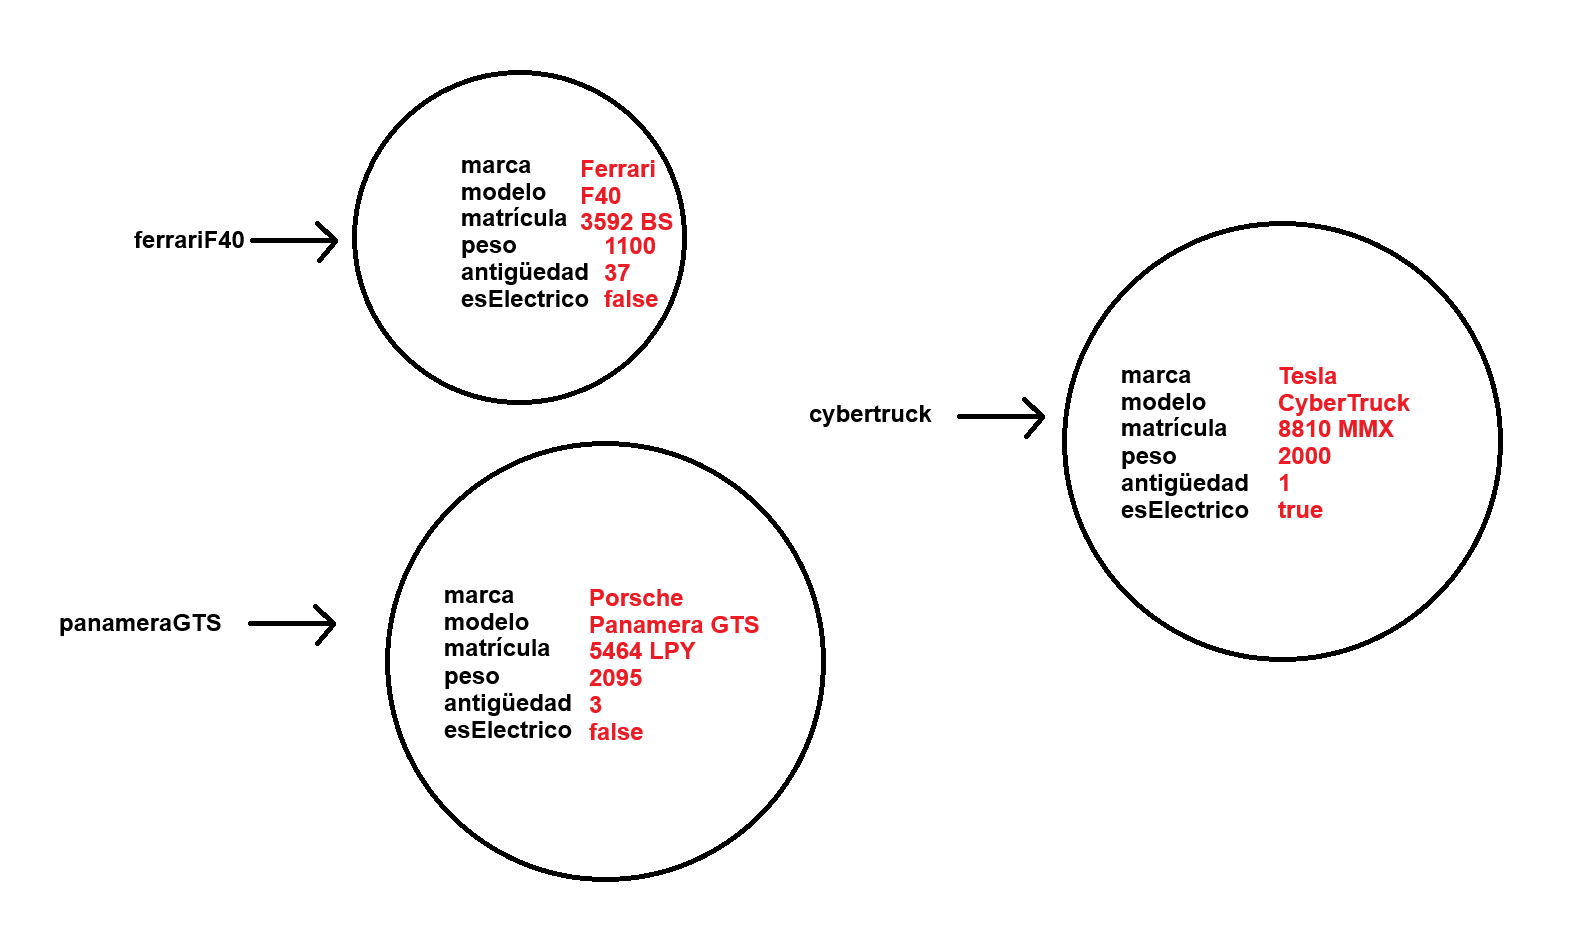 ferrariF40
marca Ferrari
modelo F40
matrícula 3592 BS
peso 1100
antigüedad 37
esElectrico false
cybertruck
marca Tesla
modelo CyberTruck
matrícula 8810 MMX
peso 2000
antigüedad 1
esElectrico true
panameraGTS
marca Porsche
modelo Panamera GTS
matrícula 5464 LPY
peso 2095
antigüedad 3
esElectrico false